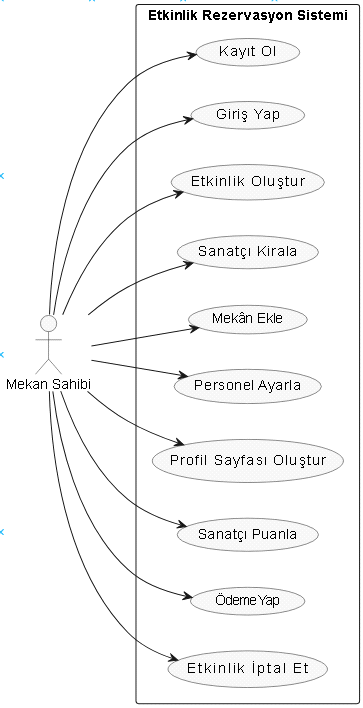 Etkinlik Rezervasyon Sistemi
Kayıt Ol
Giriş Yap
Etkinlik Oluştur
Sanatçı Kirala
Mekân Ekle
Personel Ayarla
Mekan Sahibi
Profil Sayfası Oluştur
Sanatçı Puanla
Ödeme Yap
Etkinlik İptal Et